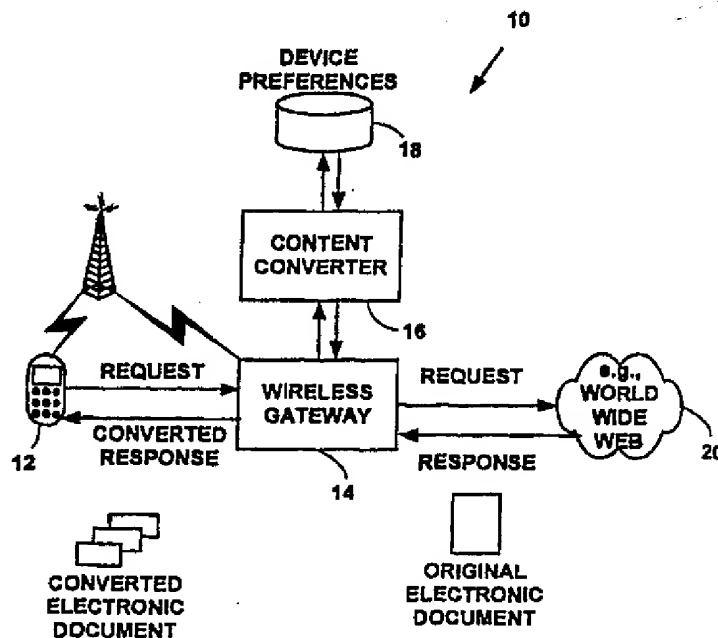 10
DEVICE
PREFERENCES
18
CONTENT
CONVERTER
16
REQUEST
WIRELESS
GATEWAY
REQUEST
e.g.,
WORLD
WIDE
WEB
12
CONVERTED
RESPONSE
14
RESPONSE
20
CONVERTED
ELECTRONIC
DOCUMENT
ORIGINAL
ELECTRONIC
DOCUMENT